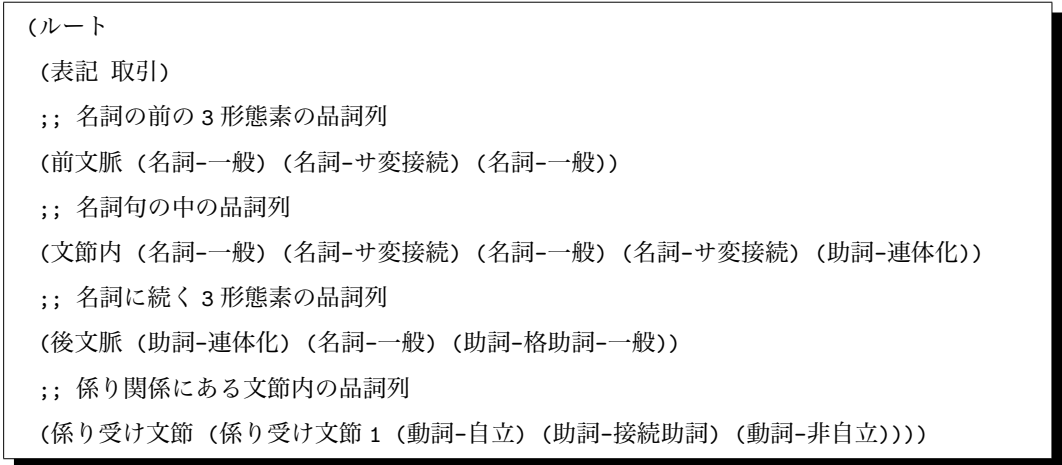 (ルート
(表記 取引)
;; 名詞の前の3形態素の品詞列
(前文脈 (名詞-一般) (名詞-サ変接続) (名詞-一般))
;; 名詞句の中の品詞列
(文節内 (名詞-一般) (名詞-サ変接続) (名詞-一般) (名詞-サ変接続) (助詞-連体化))
;; 名詞に続く3形態素の品詞列
(後文脈 (助詞-連体化) (名詞-一般) (助詞-格助詞-一般))
;; 係り関係にある文節内の品詞列
(係り受け文節 (係り受け文節1 (動詞-自立) (助詞-接続助詞) (動詞-非自立))))